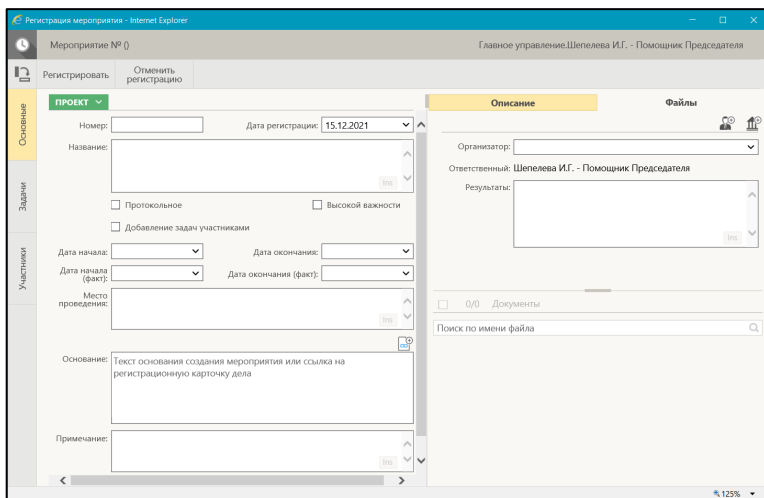 Регистрация мероприятия - Internet Explorer
Мероприятие № ()
Главное управление.Шепелева И.Г. - Помощник Председателя
Регистрировать
Отменить
регистрацию
Основные
Задачи
Участники
ПРОЕКТ
Номер:
Дата регистрации: 15.12.2021
Название:
Ins
Протокольное
Высокой важности
Добавление задач участниками
Дата начала:
Дата окончания:
Дата начала
(факт):
Дата окончания (факт):
Место
проведения:
Ins
Основание:
Текст основания создания мероприятия или ссылка на
регистрационную карточку дела
Примечание:
Ins
Описание
Файлы
Организатор:
Ответственный: Шепелева И.Г. - Помощник Председателя
Результаты:
Ins
0/0 Документы
Поиск по имени файла
125%